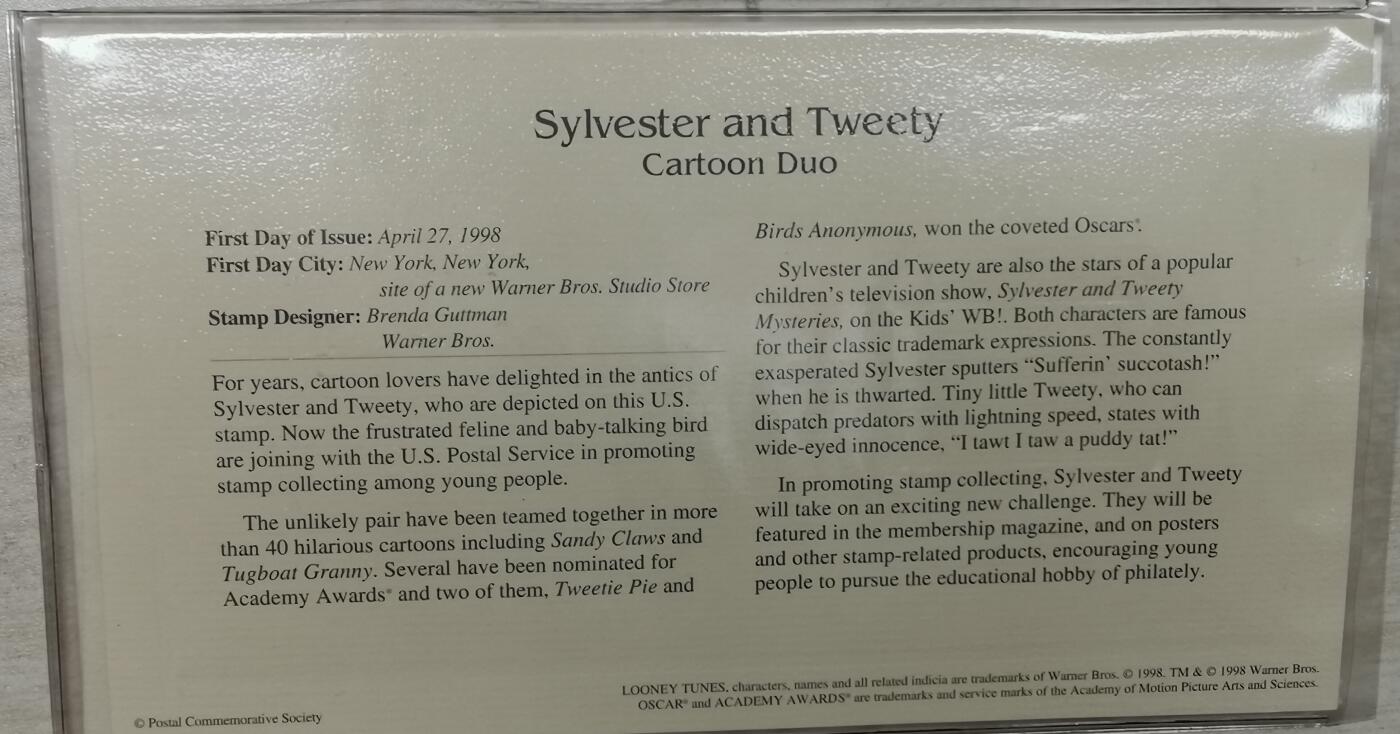 Sylvester and Tweety
Cartoon Duo
First Day of Issue: April 27, 1998
First Day City: New York, New York,
site of a new Warner Bros. Studio Store
Stamp Designer: Brenda Guttman
Warner Bros.
For years, cartoon lovers have delighted in the antics of
Sylvester and Tweety, who are depicted on this U.S.
stamp. Now the frustrated feline and baby-talking bird
are joining with the U.S. Postal Service in promoting
stamp collecting among young people.
The unlikely pair have been teamed together in more
than 40 hilarious cartoons including Sandy Claws and
Tugboat Granny. Several have been nominated for
Academy Awards® and two of them, Tweetie Pie and
Birds Anonymous, won the coveted Oscars®.
Sylvester and Tweety are also the stars of a popular
children's television show, Sylvester and Tweety
Mysteries, on the Kids' WB!. Both characters are famous
for their classic trademark expressions. The constantly
exasperated Sylvester sputters "Sufferin' succotash!"
when he is thwarted. Tiny little Tweety, who can
dispatch predators with lightning speed, states with
wide-eyed innocence, "I tawt I taw a puddy tat!"
In promoting stamp collecting, Sylvester and Tweety
will take on an exciting new challenge. They will be
featured in the membership magazine, and on posters
and other stamp-related products, encouraging young
people to pursue the educational hobby of philately.
LOONEY TUNES, characters, names and all related indicia are trademarks of Warner Bros. © 1998. TM & © 1998 Warner Bros.
OSCAR® and ACADEMY AWARDS® are trademarks and service marks of the Academy of Motion Picture Arts and Sciences.
© Postal Commemorative Society